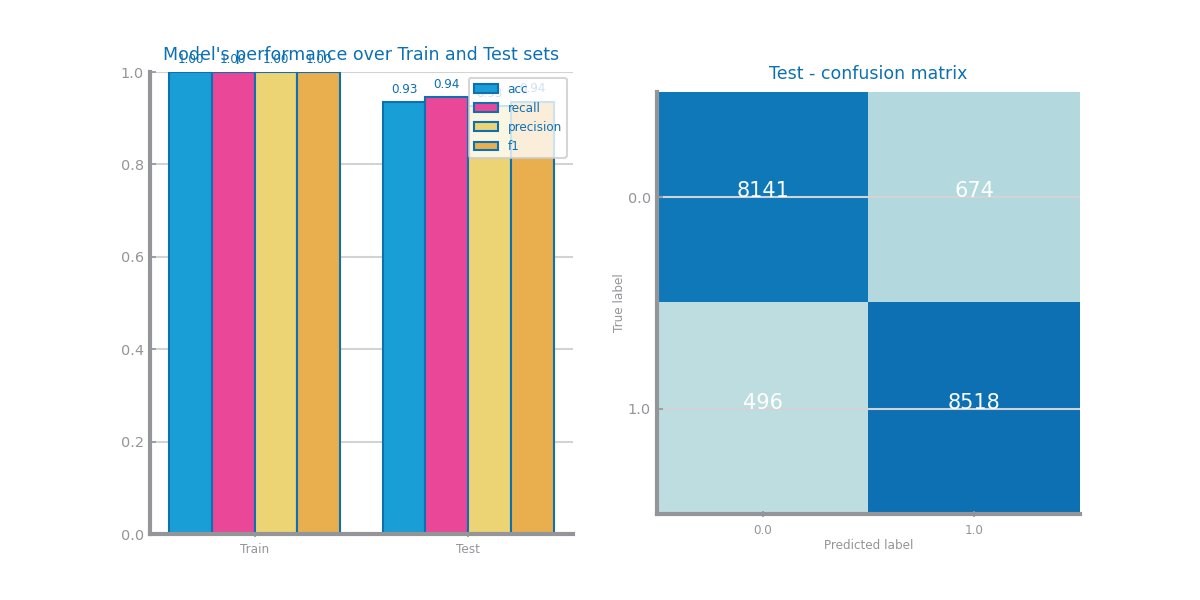 Model's performance over Train and Test sets
1.00 1.00 1.00 1.00
0.93 0.94 0.93 0.94
acc
recall
precision
f1
1.0
0.8
0.6
0.4
0.2
0.0
Train Test
Test - confusion matrix
8141 674
496 8518
0.0
1.0
True label
0.0 1.0
Predicted label